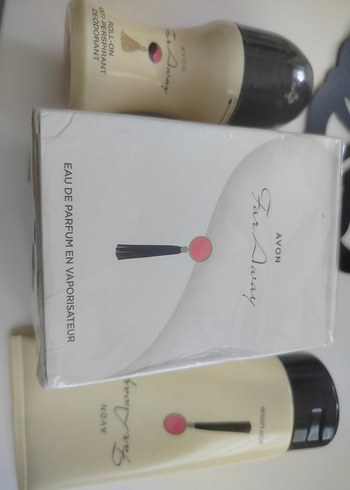 AVON
Far Away
ROLL-ON
ANTI-PERSPIRANT
DEODORANT
AVON
Far Away
EAU DE PARFUM EN VAPORISATEUR
AVON
Far Away